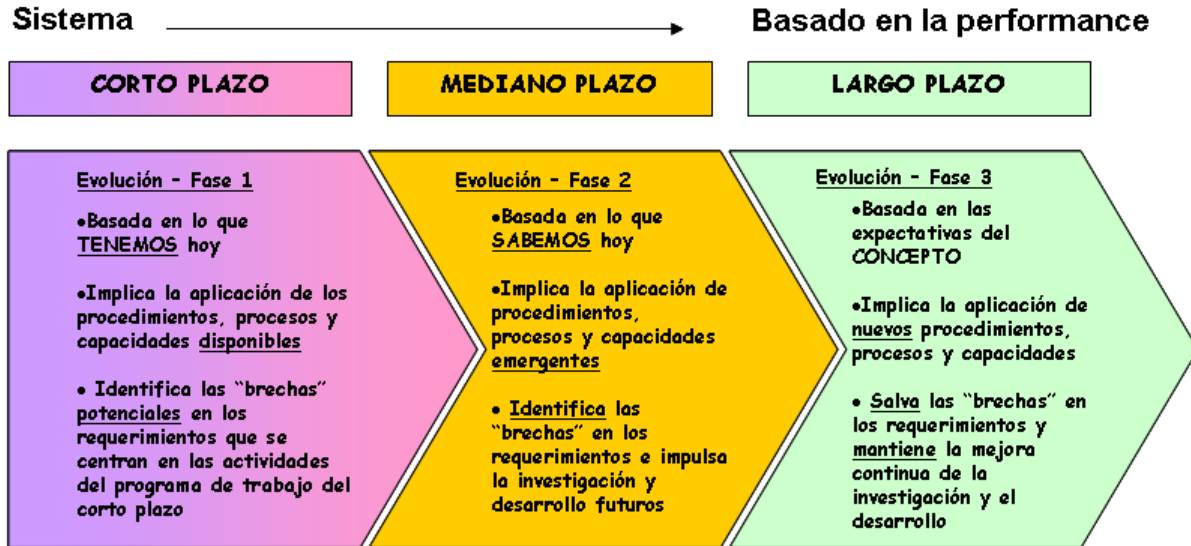 Sistema
Basado en la performance
CORTO PLAZO
MEDIANO PLAZO
LARGO PLAZO
Evolución - Fase 1
•Basada en lo que
TENEMOS hoy
•Implica la aplicación de los
procedimientos, procesos y
capacidades disponibles
• Identifica las “brechas”
potenciales en los
requerimientos que se
centran en las actividades
del programa de trabajo del
corto plazo
Evolución - Fase 2
•Basada en lo que
SABEMOS hoy
•Implica la aplicación de
procedimientos,
procesos y capacidades
emergentes
• Identifica las
“brechas” en los
requerimientos e impulsa
la investigación y
desarrollo futuros
Evolución - Fase 3
•Basada en las
expectativas del
CONCEPTO
•Implica la aplicación de
nuevos procedimientos,
procesos y capacidades
• Salva las “brechas” en
los requerimientos y
mantiene la mejora
continua de la
investigación y el
desarrollo